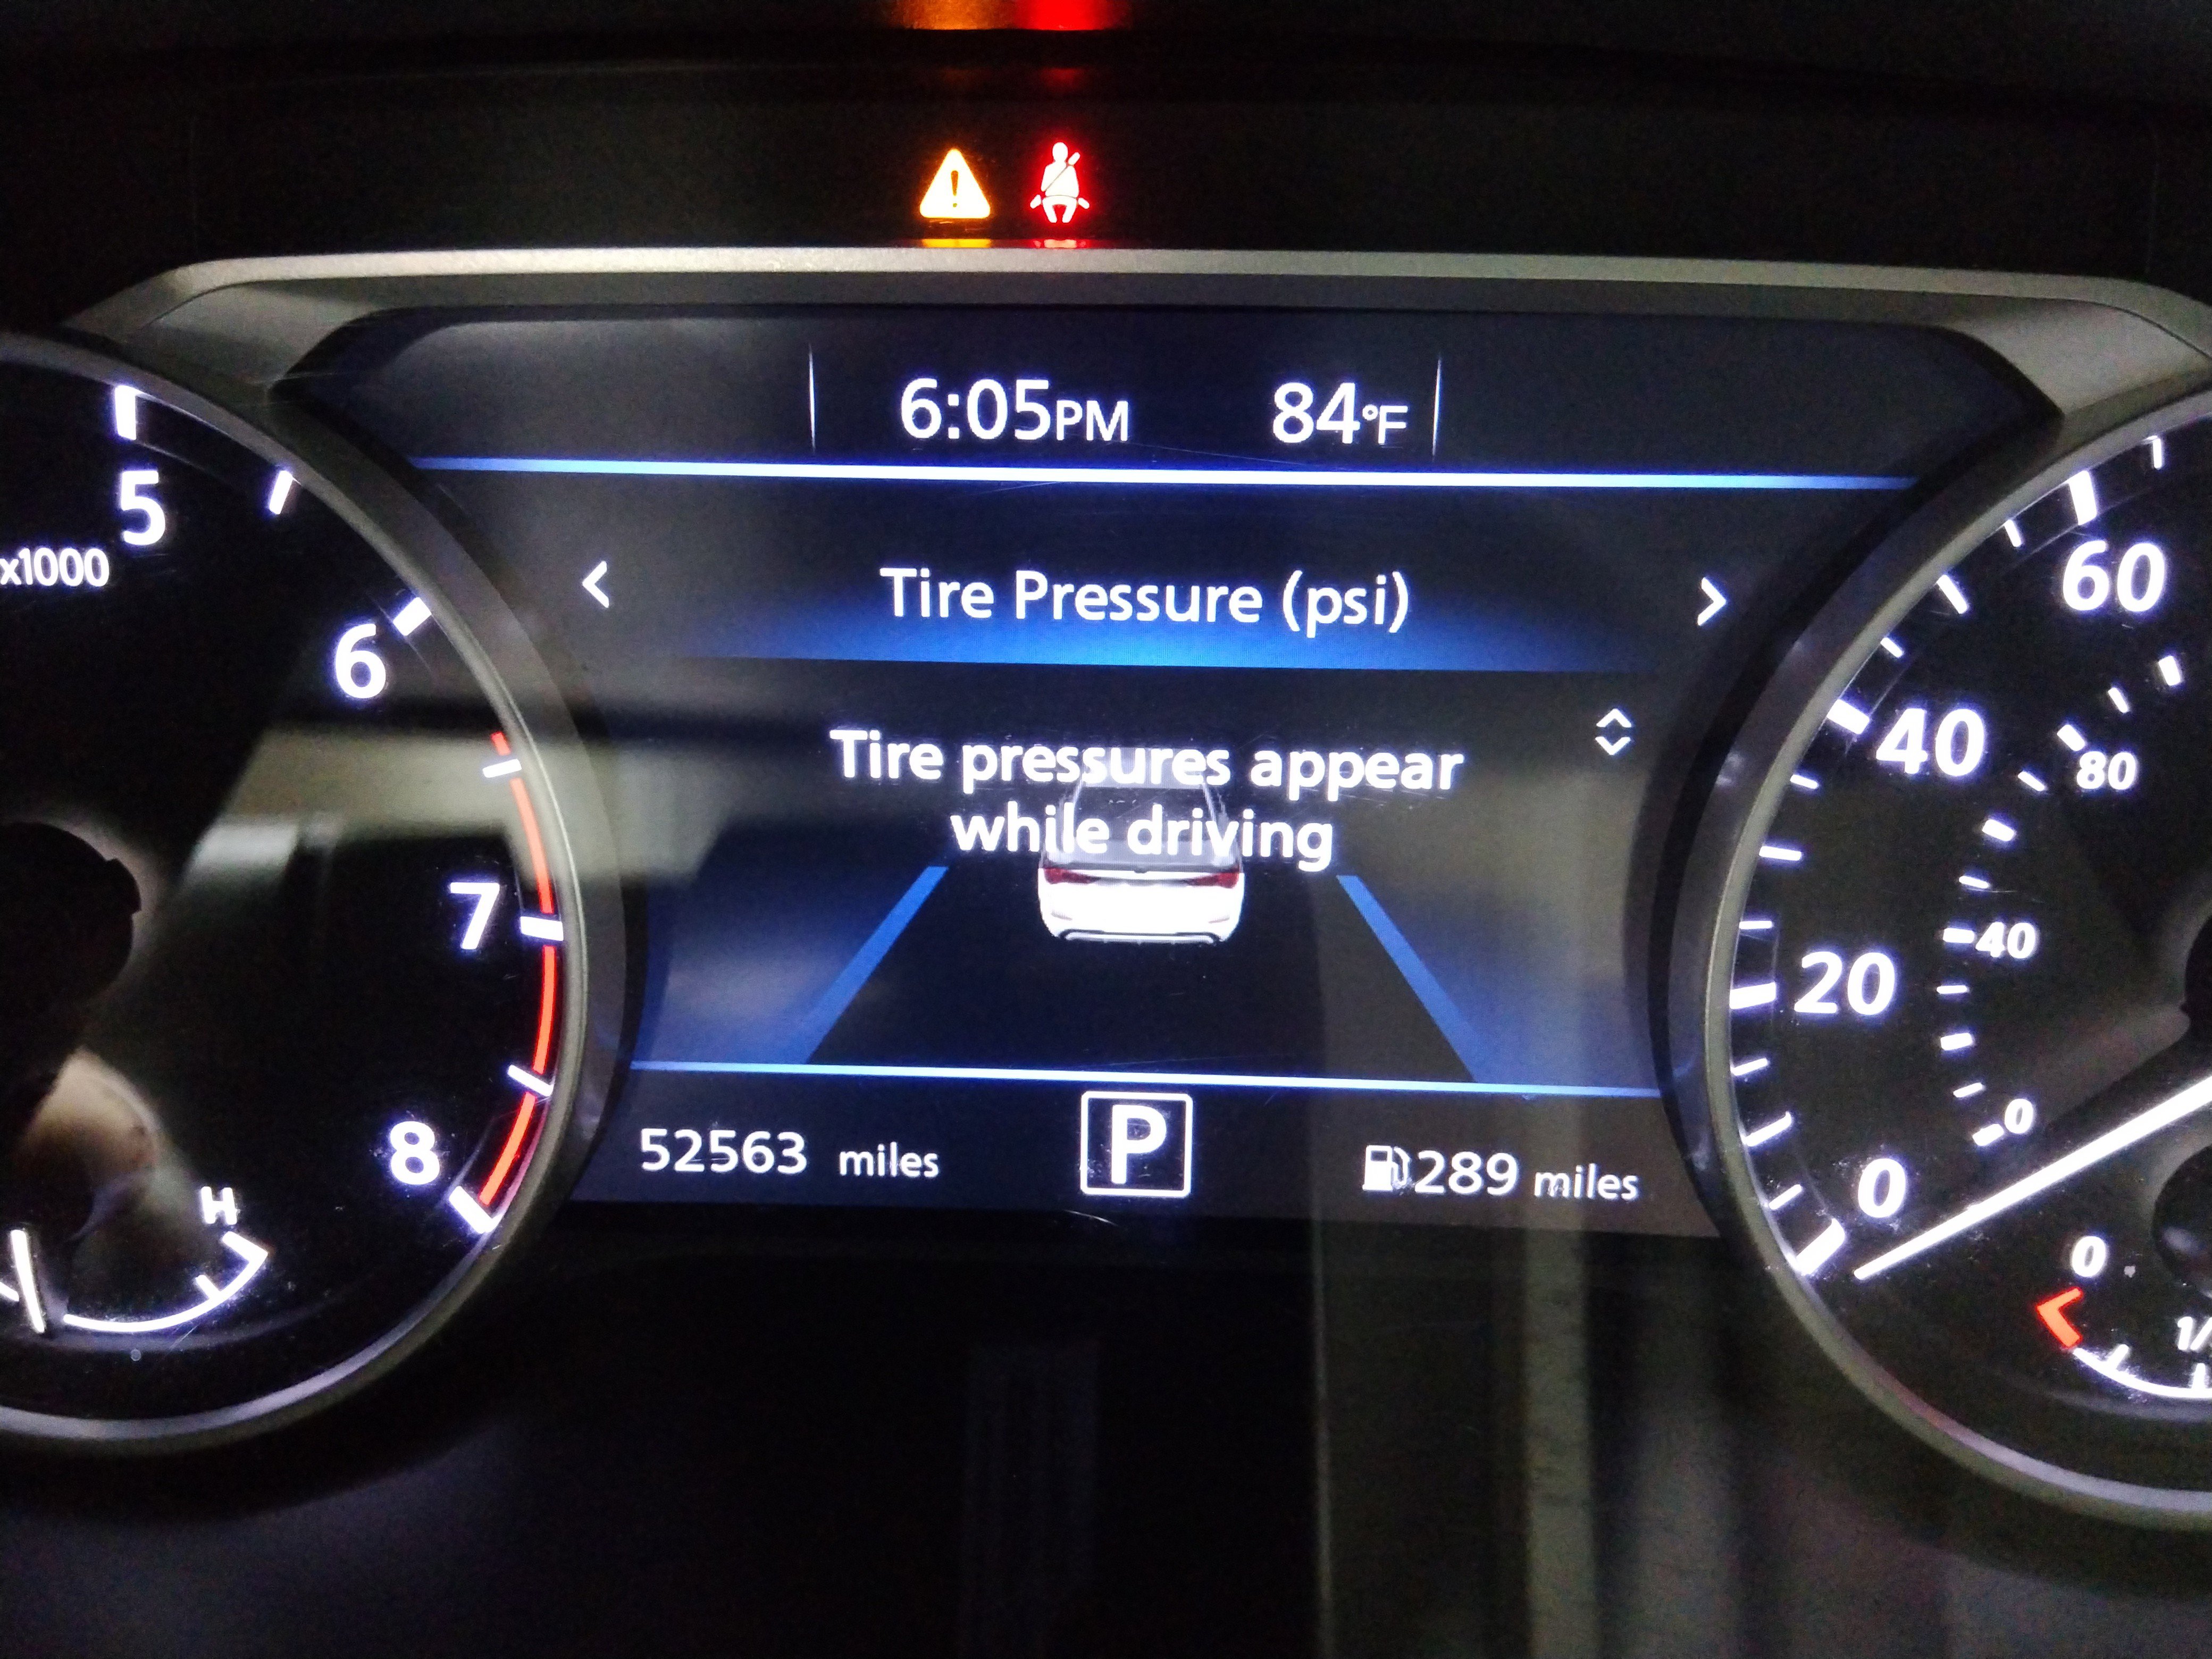 6:05PM 84°F
< Tire Pressure (psi) >
Tire pressures appear
while driving
52563 miles P 289 miles
5
x1000
6
7
8
H
60
40
80
20
40
0
0
0